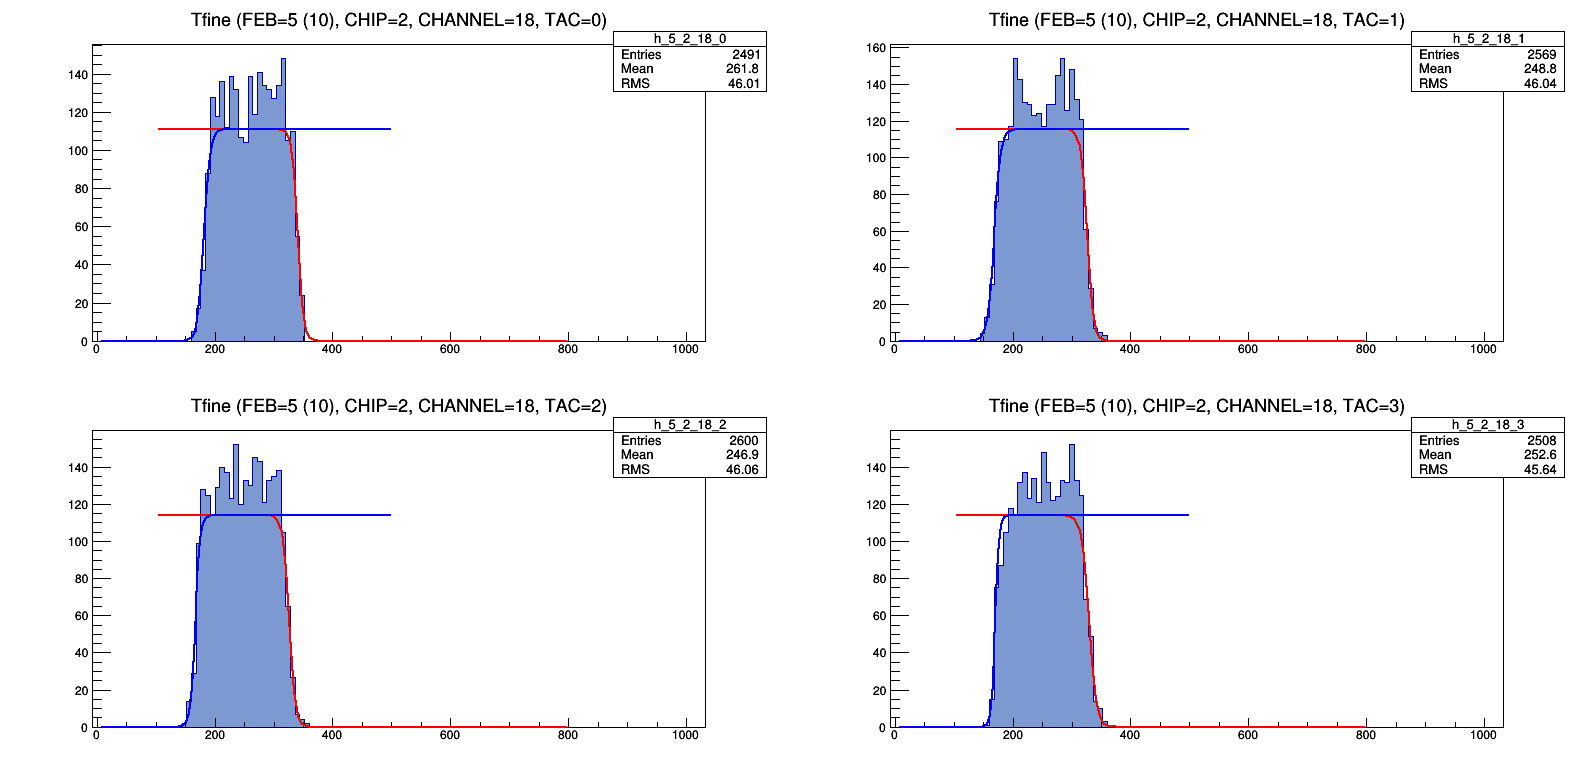 Tfine (FEB=5 (10), CHIP=2, CHANNEL=18, TAC=0)
h_5_2_18_0
Entries 2491
Mean 261.8
RMS 46.01
140
120
100
80
60
40
20
0
0 200 400 600 800 1000
Tfine (FEB=5 (10), CHIP=2, CHANNEL=18, TAC=1)
h_5_2_18_1
Entries 2569
Mean 248.8
RMS 46.04
160
140
120
100
80
60
40
20
0
0 200 400 600 800 1000
Tfine (FEB=5 (10), CHIP=2, CHANNEL=18, TAC=2)
h_5_2_18_2
Entries 2600
Mean 246.9
RMS 46.06
140
120
100
80
60
40
20
0
0 200 400 600 800 1000
Tfine (FEB=5 (10), CHIP=2, CHANNEL=18, TAC=3)
h_5_2_18_3
Entries 2508
Mean 252.6
RMS 45.64
140
120
100
80
60
40
20
0
0 200 400 600 800 1000